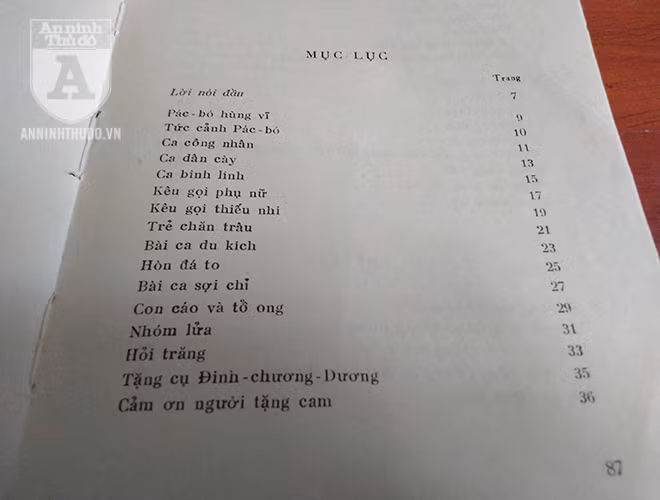 An ninh
Thủ đô
A
ANNINHTHUDO.VN
MỤC LỤC
Trang
Lời nói đầu 7
Pác-bó hùng vĩ 9
Tức cảnh Pác-bó 10
Ca công nhân 11
Ca dân cày 13
Ca binh lính 15
Kêu gọi phụ nữ 17
Kêu gọi thiếu nhi 19
Trẻ chăn trâu 21
Bài ca du kích 23
Hòn đá to 25
Bài ca sợi chỉ 27
Con cáo và tổ ong 29
Nhóm lửa 31
Hỏi trăng 33
Tặng cụ Đinh-chương-Dương 35
Cảm ơn người tặng cam 36
87